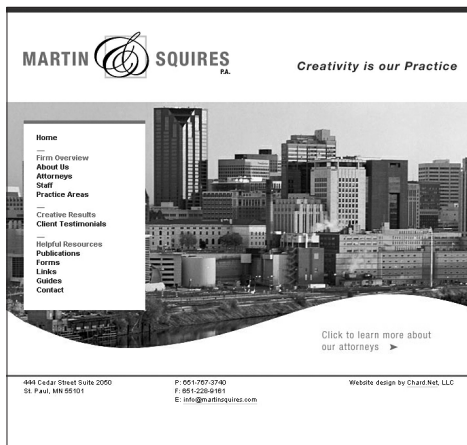 MARTIN & SQUIRES
P.A.
Creativity is our Practice
Home
Firm Overview
About Us
Attorneys
Staff
Practice Areas
Creative Results
Client Testimonials
Helpful Resources
Publications
Forms
Links
Guides
Contact
Click to learn more about
our attorneys
444 Cedar Street Suite 2050
St. Paul, MN 55101
P: 651-767-3740
F: 651-228-9161
E: info@martinsquires.com
Website design by Chard.Net, LLC